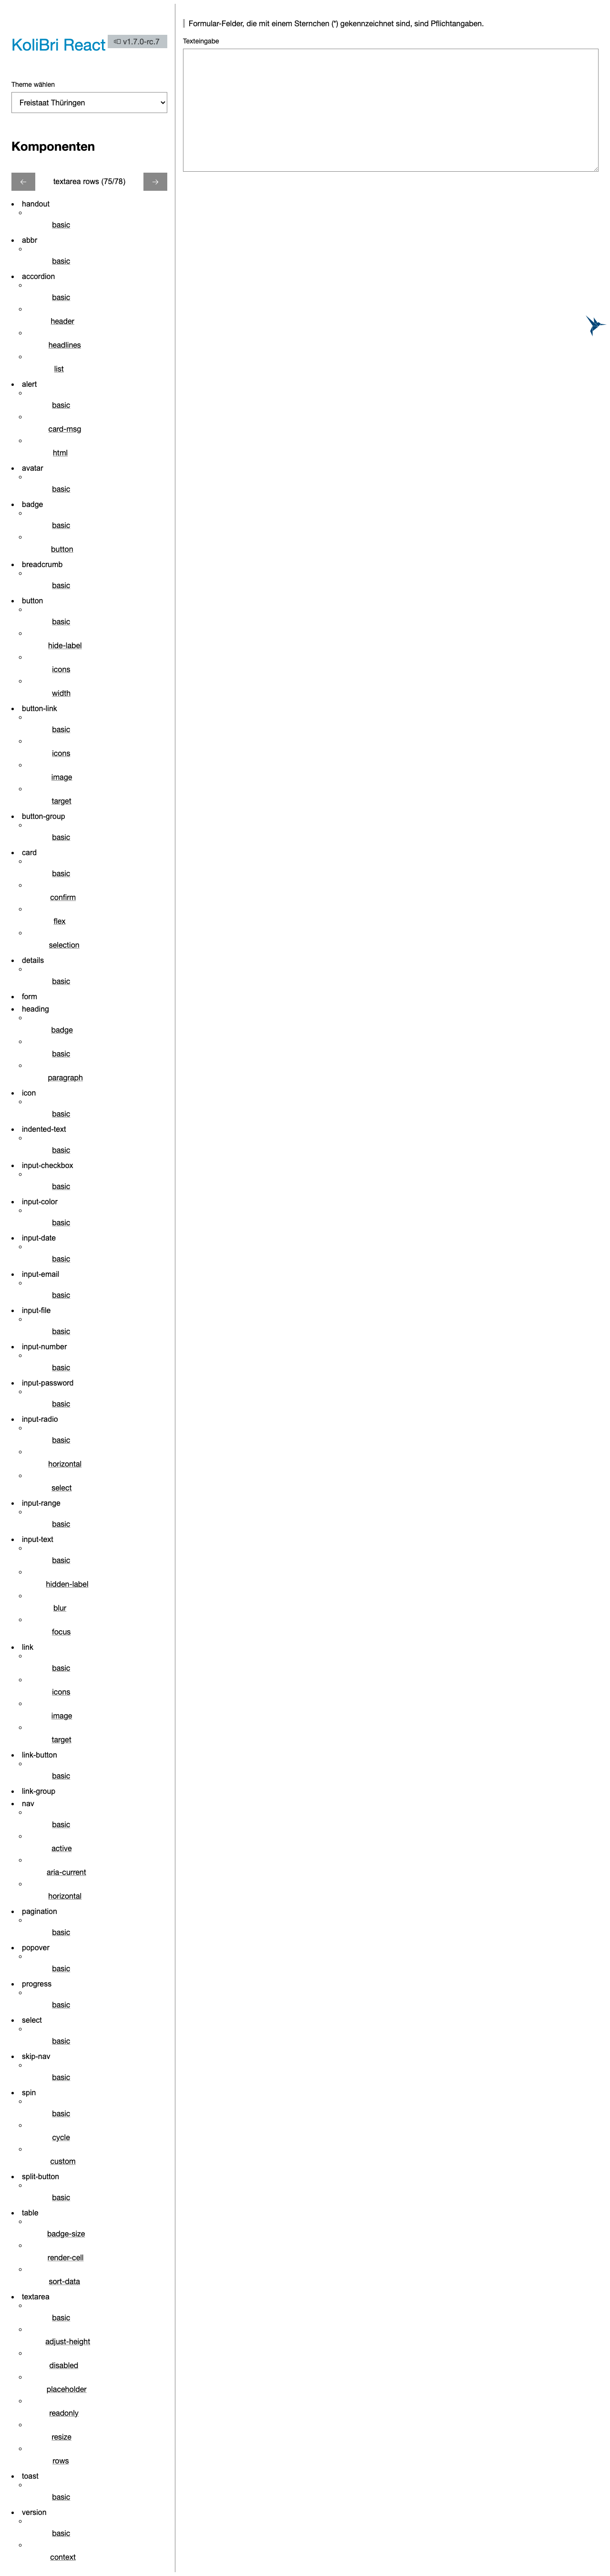 KoliBri React
v1.7.0-rc.7
Theme wählen
Freistaat Thüringen
Komponenten
← textarea rows (75/78) →
handout
basic
abbr
basic
accordion
basic
header
headlines
list
alert
basic
card-msg
html
avatar
basic
badge
basic
button
breadcrumb
basic
button
basic
hide-label
icons
width
button-link
basic
icons
image
target
button-group
basic
card
basic
confirm
flex
selection
details
basic
form
heading
badge
basic
paragraph
icon
basic
indented-text
basic
input-checkbox
basic
input-color
basic
input-date
basic
input-email
basic
input-file
basic
input-number
basic
input-password
basic
input-radio
basic
horizontal
select
input-range
basic
input-text
basic
hidden-label
blur
focus
link
basic
icons
image
target
link-button
basic
link-group
nav
basic
active
aria-current
horizontal
pagination
basic
popover
basic
progress
basic
select
basic
skip-nav
basic
spin
basic
cycle
custom
split-button
basic
table
badge-size
render-cell
sort-data
textarea
basic
adjust-height
disabled
placeholder
readonly
resize
rows
toast
basic
version
basic
context
Formular-Felder, die mit einem Sternchen (*) gekennzeichnet sind, sind Pflichtangaben.
Texteingabe